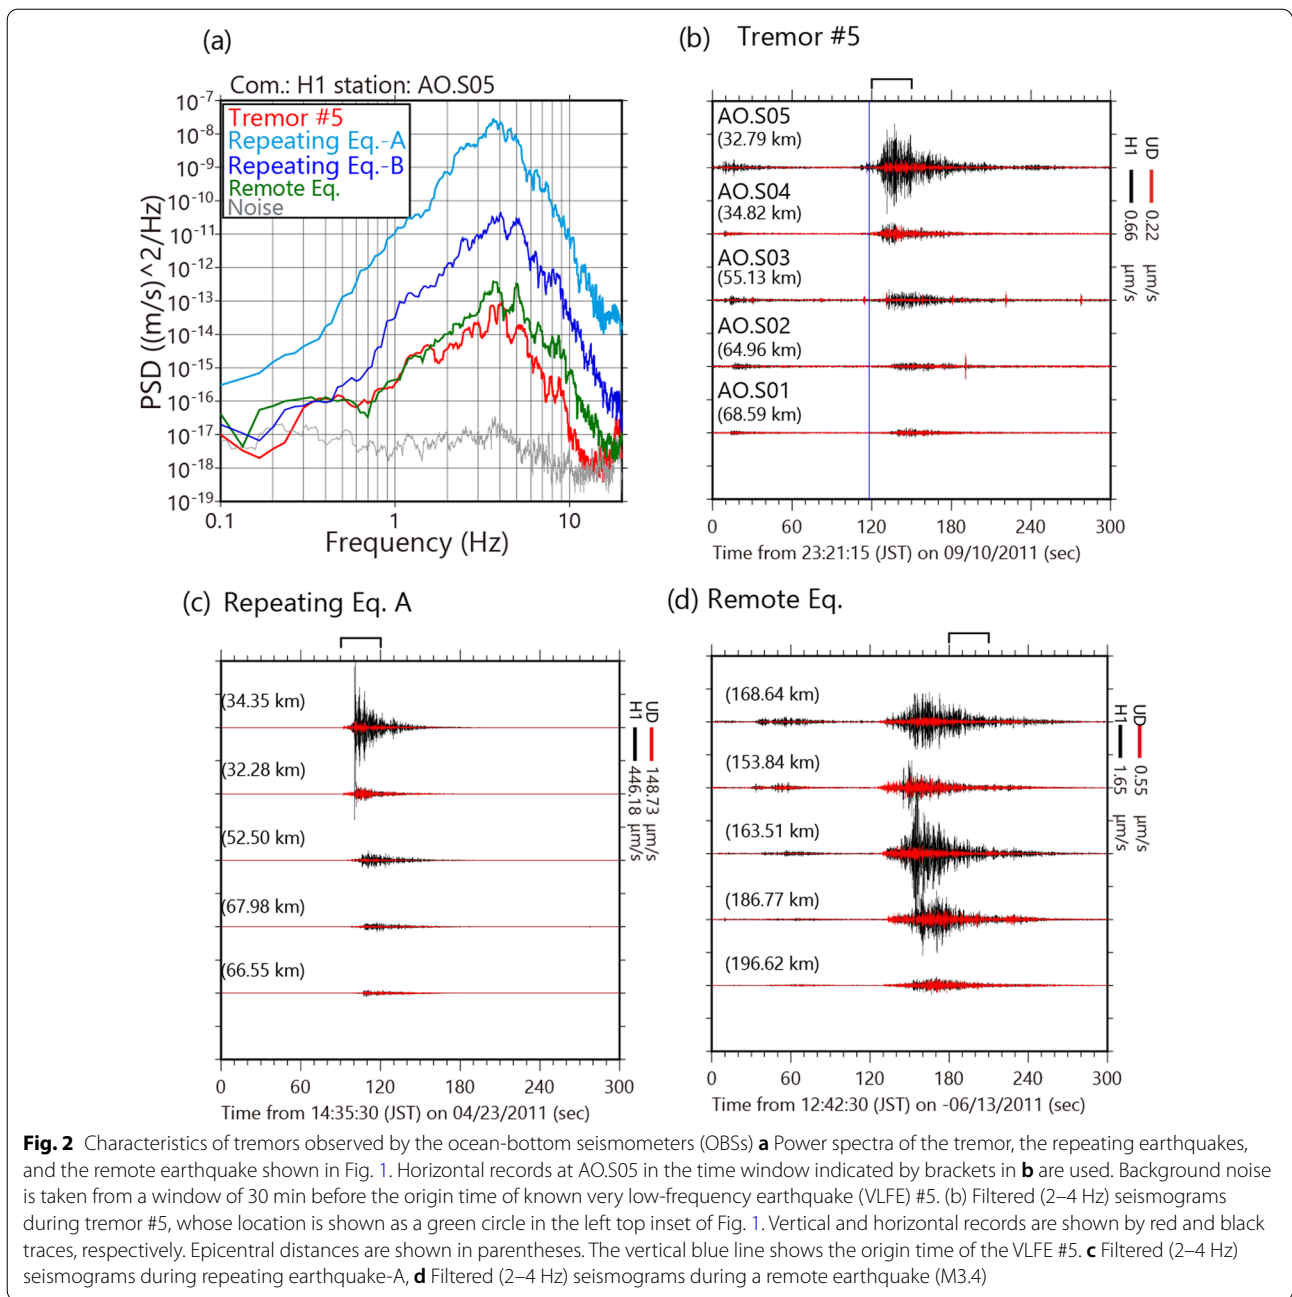 (a)
Com.: H1 station: AO.S05
Tremor #5
Repeating Eq.-A
Repeating Eq.-B
Remote Eq.
Noise
PSD ((m/s)^2/Hz)
10-7
10-8
10-9
10-10
10-11
10-12
10-13
10-14
10-15
10-16
10-17
10-18
10-19
0.1 1 10
Frequency (Hz)
(b) Tremor #5
AO.S05
(32.79 km)
AO.S04
(34.82 km)
AO.S03
(55.13 km)
AO.S02
(64.96 km)
AO.S01
(68.59 km)
UD 0.22 µm/s
H1 0.66 µm/s
0 60 120 180 240 300
Time from 23:21:15 (JST) on 09/10/2011 (sec)
(c) Repeating Eq. A
(34.35 km)
(32.28 km)
(52.50 km)
(67.98 km)
(66.55 km)
UD 148.73 µm/s
H1 446.18 µm/s
0 60 120 180 240 300
Time from 14:35:30 (JST) on 04/23/2011 (sec)
(d) Remote Eq.
(168.64 km)
(153.84 km)
(163.51 km)
(186.77 km)
(196.62 km)
UD 0.55 µm/s
H1 1.65 µm/s
0 60 120 180 240 300
Time from 12:42:30 (JST) on -06/13/2011 (sec)
Fig. 2 Characteristics of tremors observed by the ocean-bottom seismometers (OBSs) a Power spectra of the tremor, the repeating earthquakes,
and the remote earthquake shown in Fig. 1. Horizontal records at AO.S05 in the time window indicated by brackets in b are used. Background noise
is taken from a window of 30 min before the origin time of known very low-frequency earthquake (VLFE) #5. (b) Filtered (2–4 Hz) seismograms
during tremor #5, whose location is shown as a green circle in the left top inset of Fig. 1. Vertical and horizontal records are shown by red and black
traces, respectively. Epicentral distances are shown in parentheses. The vertical blue line shows the origin time of the VLFE #5. c Filtered (2–4 Hz)
seismograms during repeating earthquake-A, d Filtered (2–4 Hz) seismograms during a remote earthquake (M3.4)